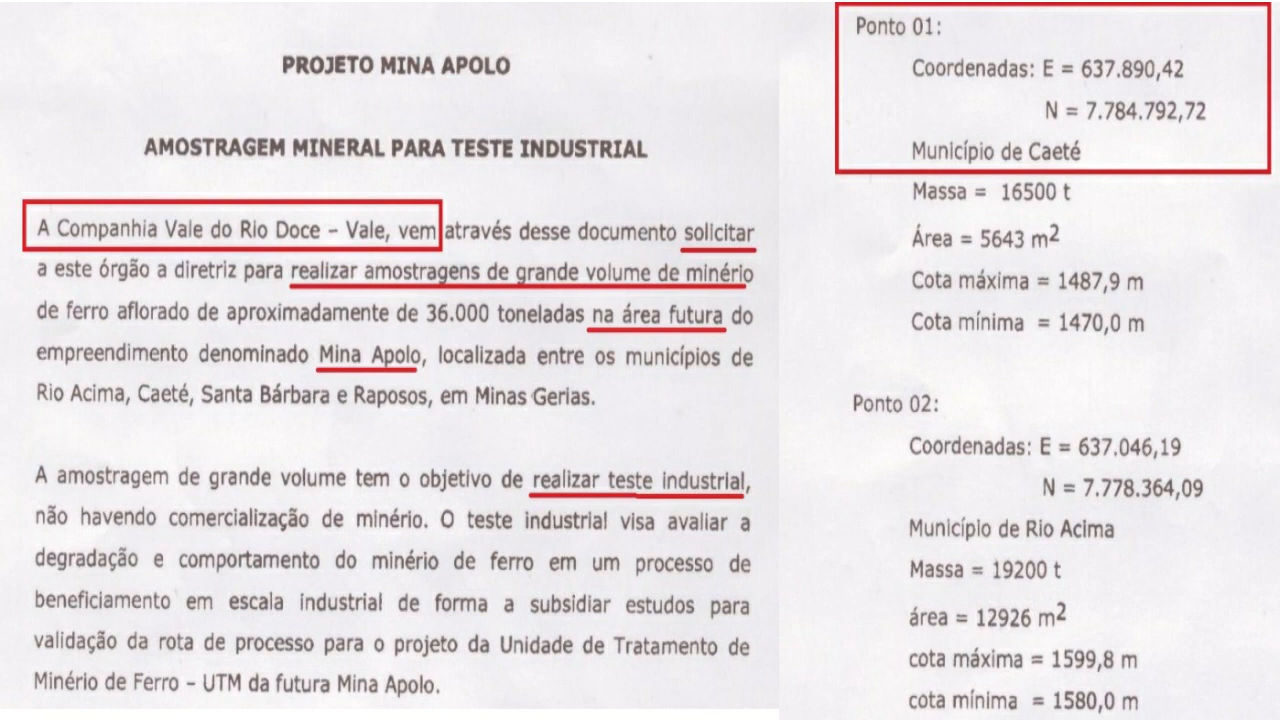 PROJETO MINA APOLO
AMOSTRAGEM MINERAL PARA TESTE INDUSTRIAL
A Companhia Vale do Rio Doce – Vale, vem através desse documento solicitar
a este órgão a diretriz para realizar amostragens de grande volume de minério
de ferro aflorado de aproximadamente de 36.000 toneladas na área futura do
empreendimento denominado Mina Apolo, localizada entre os municípios de
Rio Acima, Caeté, Santa Bárbara e Raposos, em Minas Gerias.
A amostragem de grande volume tem o objetivo de realizar teste industrial,
não havendo comercialização de minério. O teste industrial visa avaliar a
degradação e comportamento do minério de ferro em um processo de
beneficiamento em escala industrial de forma a subsidiar estudos para
validação da rota de processo para o projeto da Unidade de Tratamento de
Minério de Ferro – UTM da futura Mina Apolo.
Ponto 01:
Coordenadas: E = 637.890,42
N = 7.784.792,72
Município de Caeté
Massa = 16500 t
Área = 5643 m²
Cota máxima = 1487,9 m
Cota mínima = 1470,0 m
Ponto 02:
Coordenadas: E = 637.046,19
N = 7.778.364,09
Município de Rio Acima
Massa = 19200 t
área = 12926 m²
cota máxima = 1599,8 m
cota mínima = 1580,0 m